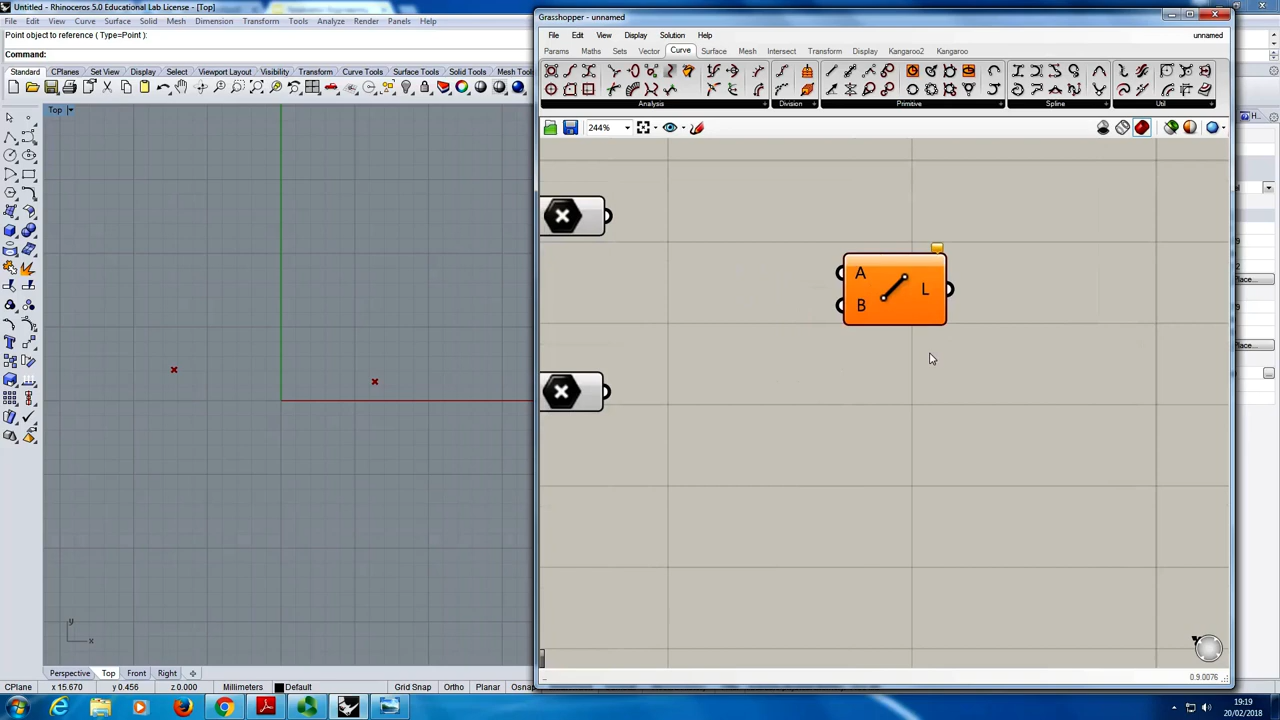 Untitled - Rhinoceros 5.0 Educational Lab License - [Top]
File Edit View Curve Surface Solid Mesh Dimension Transform Tools Analyze Render Panels
Point object to reference ( Type=Point ):
Command:
Standard CPlanes Set View Display Select Viewport Layout Visibility Transform Curve Tools Surface Tools Solid Tools Mesh Tools
Top
y
x
Perspective Top Front Right
CPlane x 15.670 y 0.456 z 0.000 Millimeters Default Grid Snap Ortho Planar Osnap
Grasshopper - unnamed
File Edit View Display Solution Help unnamed
Params Maths Sets Vector Curve Surface Mesh Intersect Transform Display Kangaroo2 Kangaroo
Analysis Division Primitive Spline Util
244%
A
B
L
0.9.0076
Place...
Place...
19:19
20/02/2018